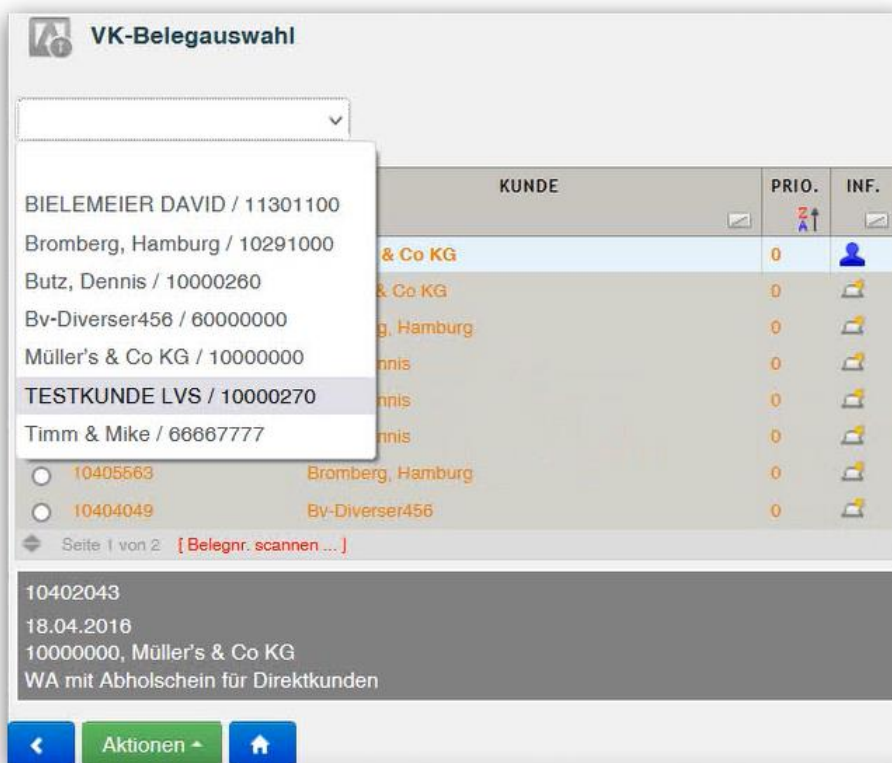 VK-Belegauswahl
BIELEMEIER DAVID / 11301100
Bromberg, Hamburg / 10291000
Butz, Dennis / 10000260
Bv-Diverser456 / 60000000
Müller's & Co KG / 10000000
TESTKUNDE LVS / 10000270
Timm & Mike / 66667777
KUNDE PRIO. INF.
& Co KG 0
& Co KG 0
g, Hamburg 0
nnis 0
nnis 0
nnis 0
10405563 Bromberg, Hamburg 0
10404049 Bv-Diverser456 0
Seite 1 von 2 [ Belegnr. scannen ... ]
10402043
18.04.2016
10000000, Müller's & Co KG
WA mit Abholschein für Direktkunden
Aktionen